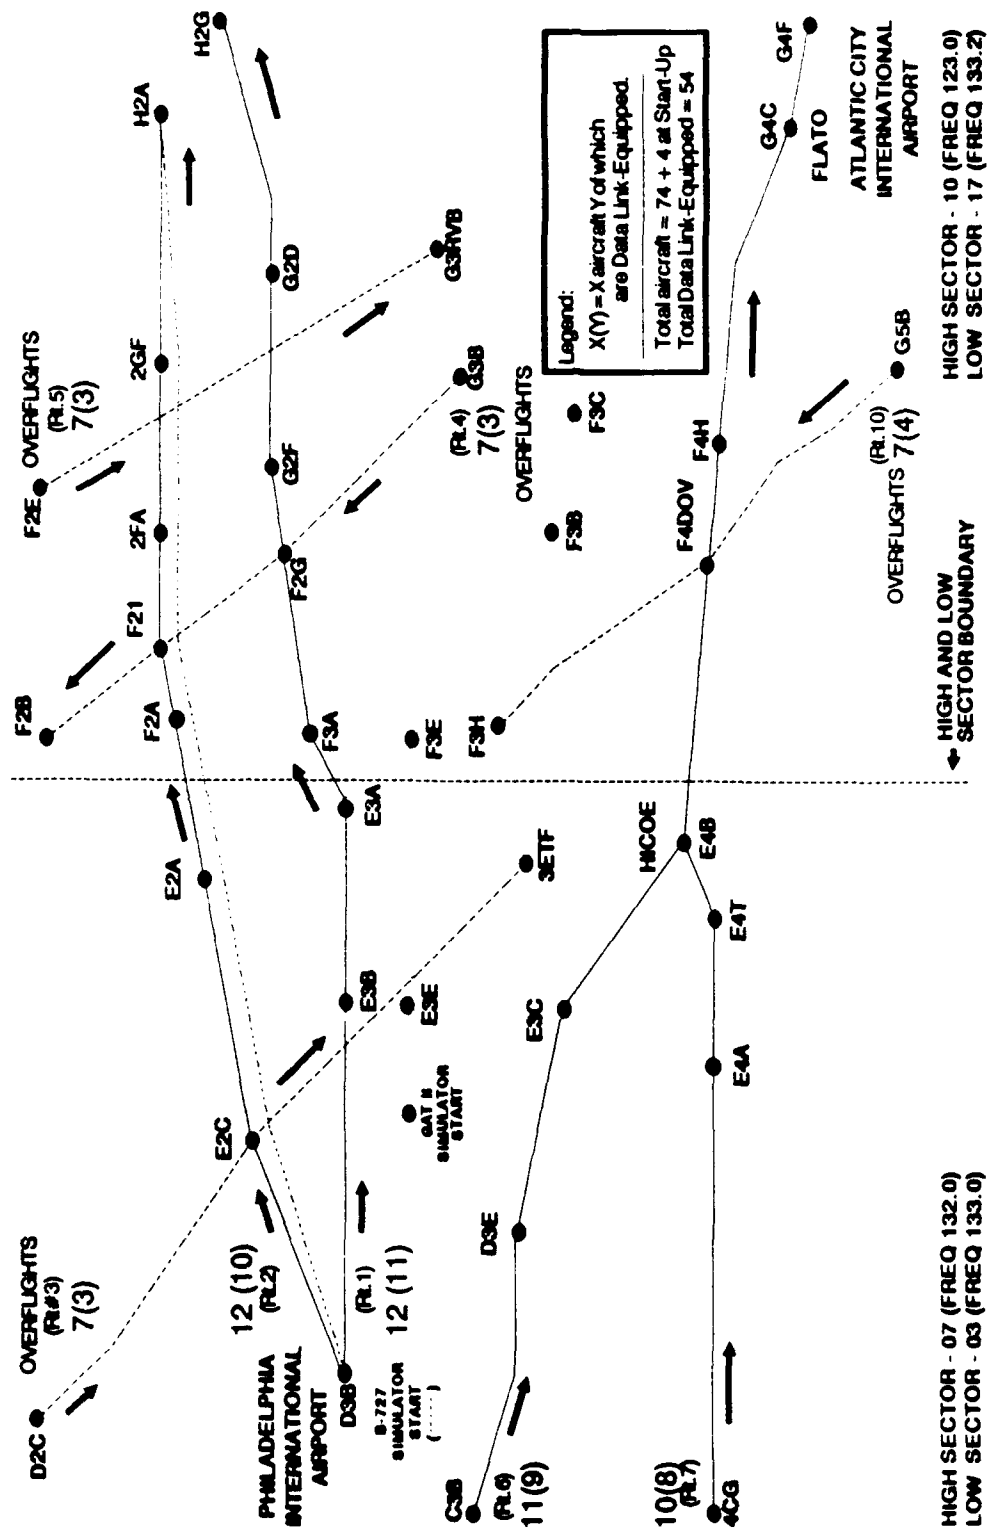 D2C
OVERFLIGHTS
(Rt#3)
7(3)
F2B
F2E
OVERFLIGHTS
(Rt.5)
7(3)
E2C
E2A
F2A
F21
2FA
2GF
H2A
H2G
12 (10)
(Rt.2)
PHILADELPHIA
INTERNATIONAL
AIRPORT
D3B
(Rt.1)
12 (11)
B-727
SIMULATOR
START
(......)
E3B
E3A
F3A
F2G
G2F
G2D
GAT II
SIMULATOR
START
E3E
F3E
(Rt.4)
7(3)
OVERFLIGHTS
G3B
G3RVB
C3B
(Rt.6)
11(9)
D3E
E3C
3ETF
F3H
F3B
F3C
Legend:
X(Y) = X aircraft Y of which
are Data Link-Equipped.
Total aircraft = 74 + 4 at Start-Up
Total Data Link-Equipped = 54
10(8)
(Rt.7)
4CG
E4A
E4T
HICOE
E4B
F4DOV
F4H
G4C
G4F
FLATO
ATLANTIC CITY
INTERNATIONAL
AIRPORT
OVERFLIGHTS
(Rt.10)
7(4)
G5B
HIGH AND LOW
SECTOR BOUNDARY
HIGH SECTOR - 07 (FREQ 132.0)
LOW SECTOR - 03 (FREQ 133.0)
HIGH SECTOR - 10 (FREQ 123.0)
LOW SECTOR - 17 (FREQ 133.2)